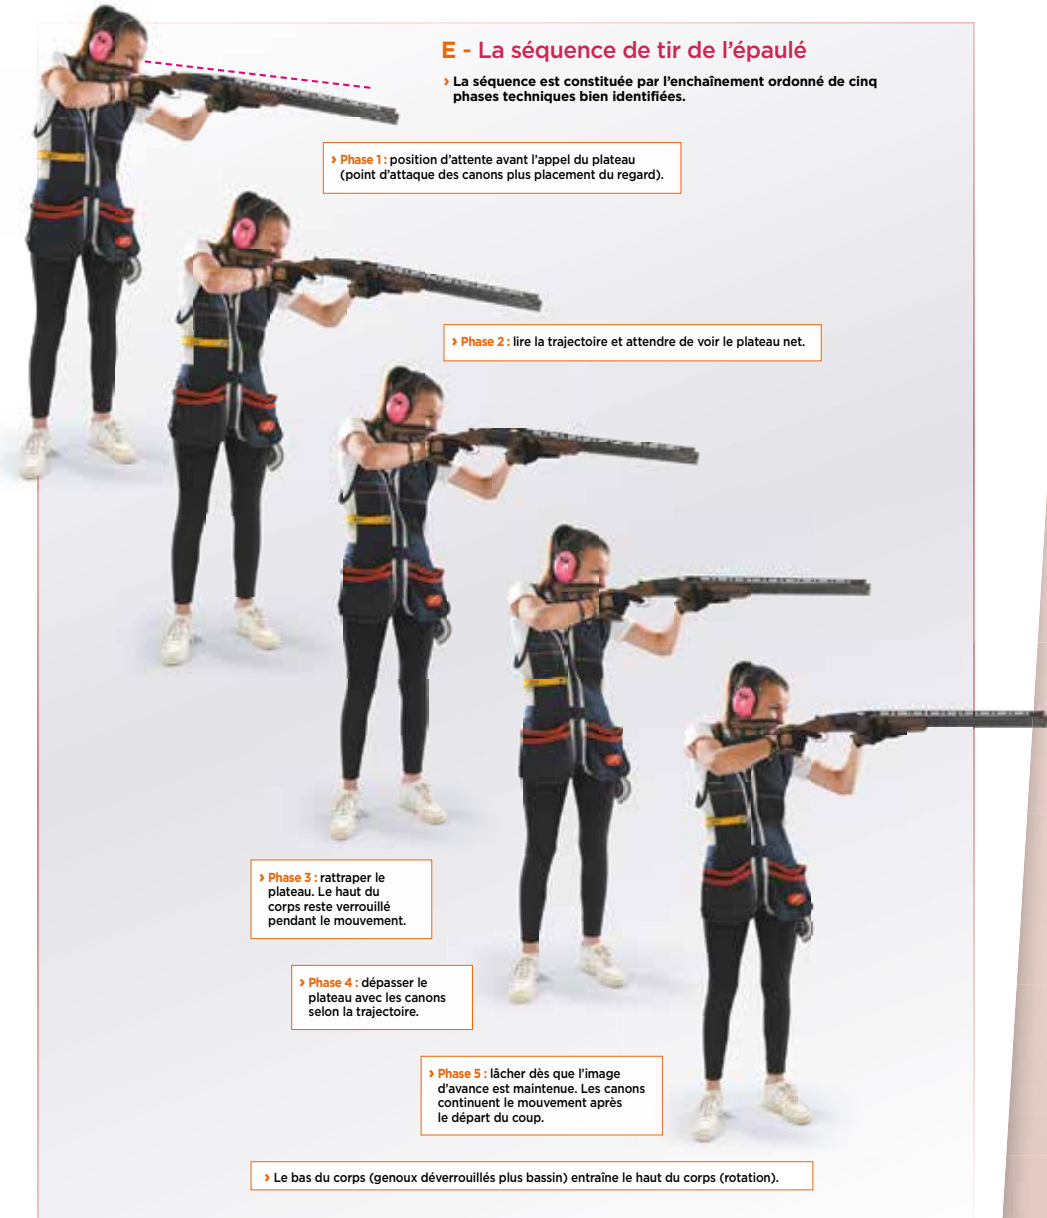 E - La séquence de tir de l'épaulé
› La séquence est constituée par l'enchaînement ordonné de cinq
phases techniques bien identifiées.
› Phase 1 : position d'attente avant l'appel du plateau
(point d'attaque des canons plus placement du regard).
› Phase 2 : lire la trajectoire et attendre de voir le plateau net.
› Phase 3 : rattraper le
plateau. Le haut du
corps reste verrouillé
pendant le mouvement.
› Phase 4 : dépasser le
plateau avec les canons
selon la trajectoire.
› Phase 5 : lâcher dès que l'image
d'avance est maintenue. Les canons
continuent le mouvement après
le départ du coup.
› Le bas du corps (genoux déverrouillés plus bassin) entraîne le haut du corps (rotation).